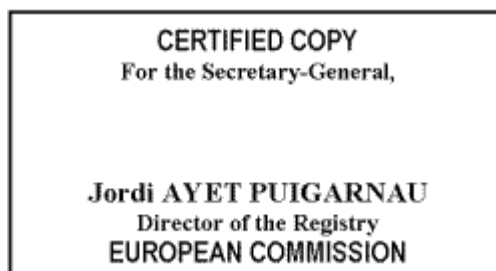 CERTIFIED COPY
For the Secretary-General,
Jordi AYET PUIGARNAU
Director of the Registry
EUROPEAN COMMISSION